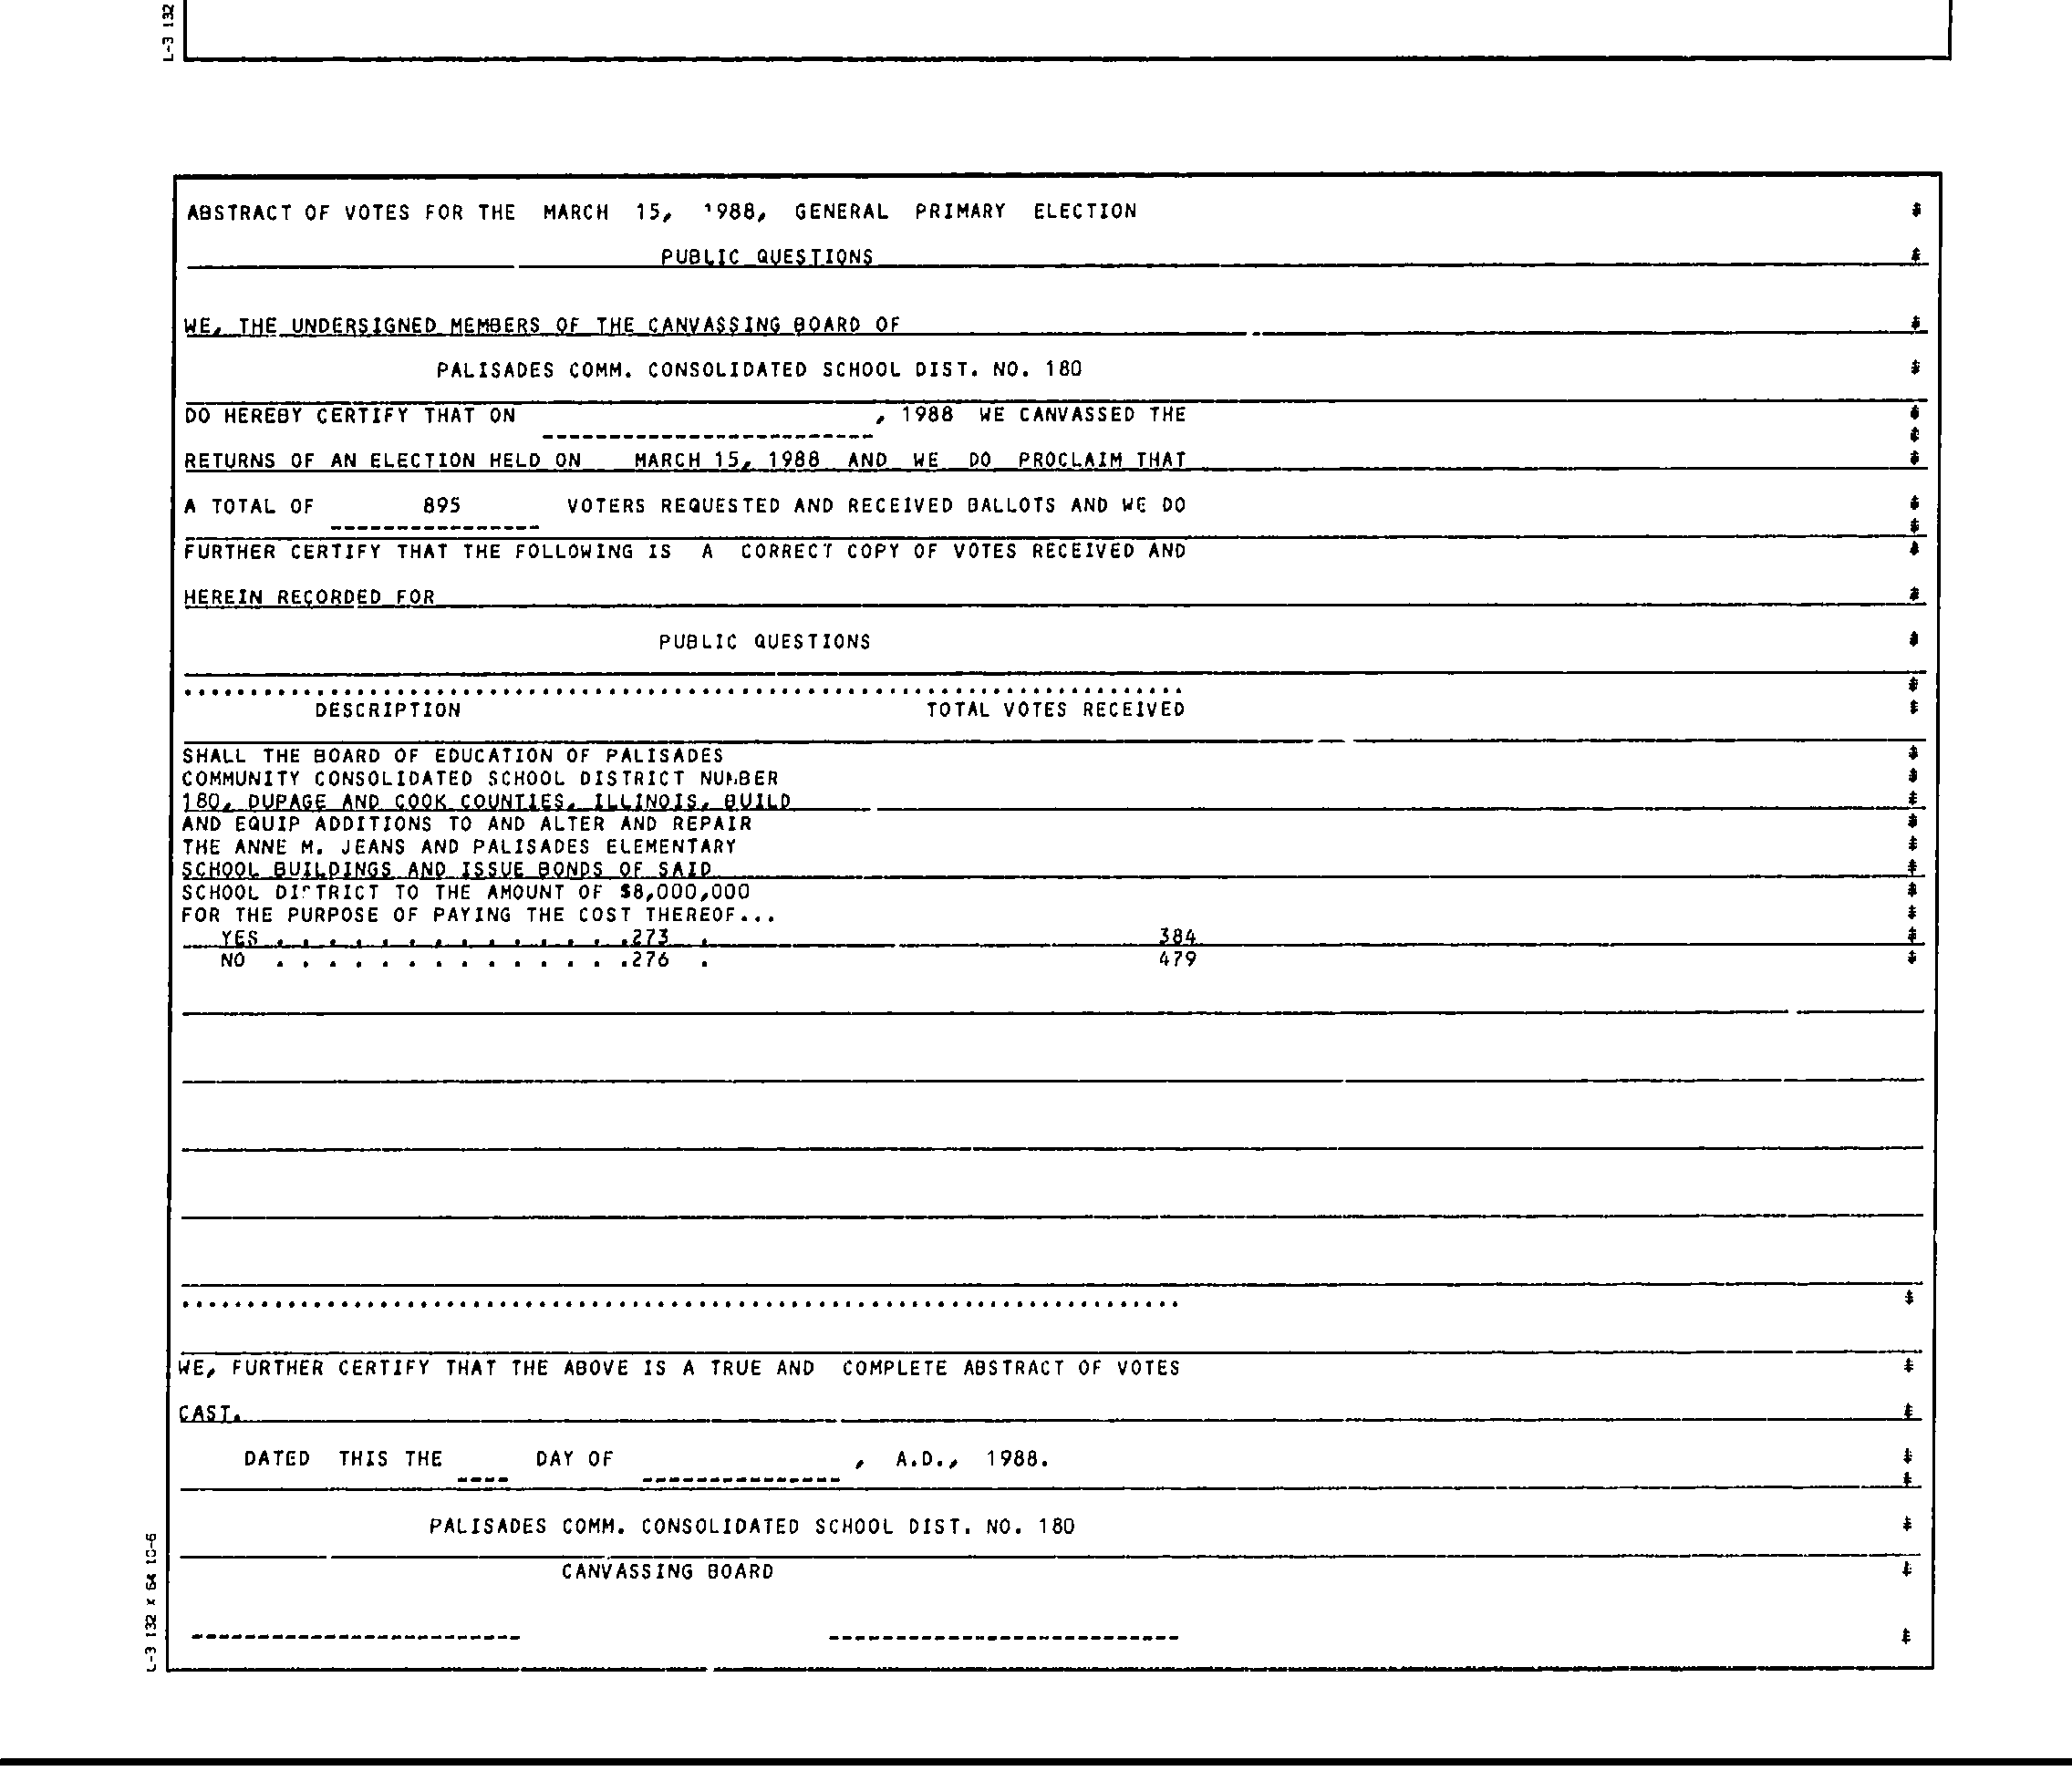 L-3 132
ABSTRACT OF VOTES FOR THE MARCH 15, 1988, GENERAL PRIMARY ELECTION
PUBLIC QUESTIONS
WE, THE UNDERSIGNED MEMBERS OF THE CANVASSING BOARD OF
PALISADES COMM. CONSOLIDATED SCHOOL DIST. NO. 180
DO HEREBY CERTIFY THAT ON , 1988 WE CANVASSED THE
RETURNS OF AN ELECTION HELD ON MARCH 15, 1988 AND WE DO PROCLAIM THAT
A TOTAL OF 895 VOTERS REQUESTED AND RECEIVED BALLOTS AND WE DO
FURTHER CERTIFY THAT THE FOLLOWING IS A CORRECT COPY OF VOTES RECEIVED AND
HEREIN RECORDED FOR
PUBLIC QUESTIONS
DESCRIPTION TOTAL VOTES RECEIVED
SHALL THE BOARD OF EDUCATION OF PALISADES
COMMUNITY CONSOLIDATED SCHOOL DISTRICT NUMBER
180, DUPAGE AND COOK COUNTIES, ILLINOIS, BUILD
AND EQUIP ADDITIONS TO AND ALTER AND REPAIR
THE ANNE M. JEANS AND PALISADES ELEMENTARY
SCHOOL BUILDINGS AND ISSUE BONDS OF SAID
SCHOOL DISTRICT TO THE AMOUNT OF $8,000,000
FOR THE PURPOSE OF PAYING THE COST THEREOF...
YES . . . . . . . . . . . . . .273 . 384
NO . . . . . . . . . . . . . .276 . 479
WE, FURTHER CERTIFY THAT THE ABOVE IS A TRUE AND COMPLETE ABSTRACT OF VOTES
CAST.
DATED THIS THE ---- DAY OF --------------- , A.D., 1988.
PALISADES COMM. CONSOLIDATED SCHOOL DIST. NO. 180
CANVASSING BOARD
L-3 132 x 64 10-6